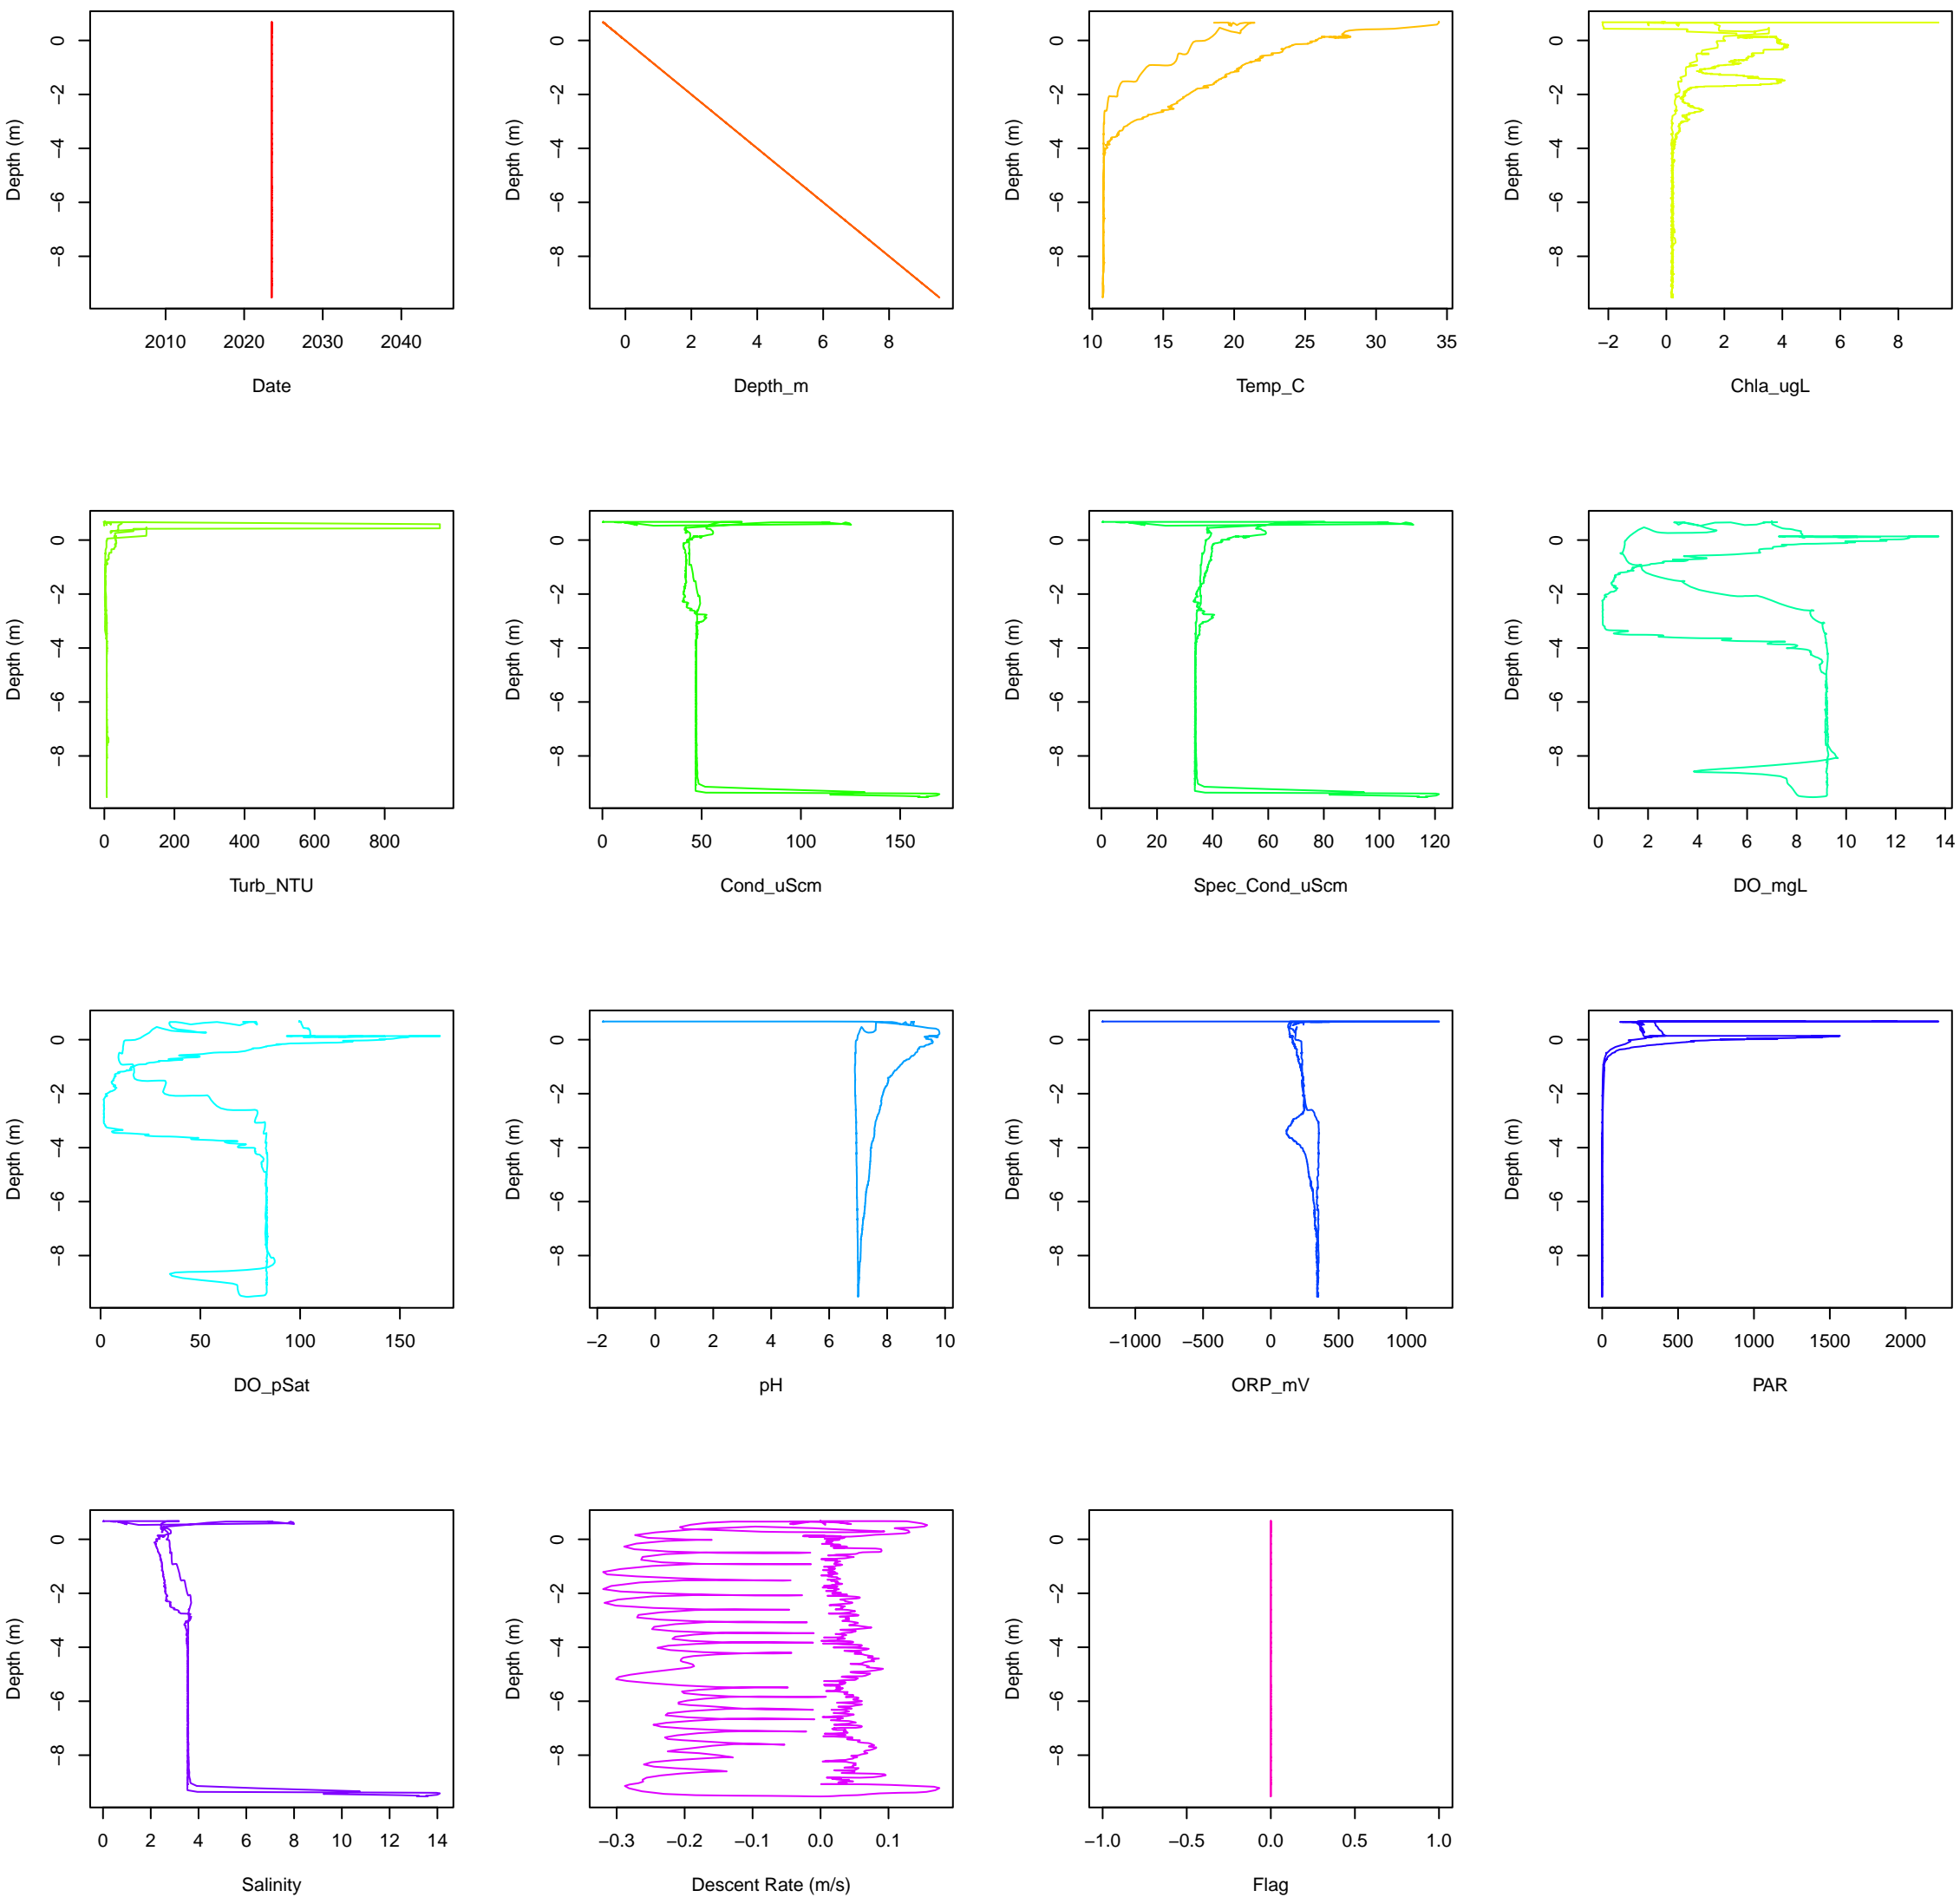 Depth (m)
0 −2 −4 −6 −8
2010 2020 2030 2040
Date
Depth (m)
0 −2 −4 −6 −8
0 2 4 6 8
Depth_m
Depth (m)
0 −2 −4 −6 −8
10 15 20 25 30 35
Temp_C
Depth (m)
0 −2 −4 −6 −8
−2 0 2 4 6 8
Chla_ugL
Depth (m)
0 −2 −4 −6 −8
0 200 400 600 800
Turb_NTU
Depth (m)
0 −2 −4 −6 −8
0 50 100 150
Cond_uScm
Depth (m)
0 −2 −4 −6 −8
0 20 40 60 80 100 120
Spec_Cond_uScm
Depth (m)
0 −2 −4 −6 −8
0 2 4 6 8 10 12 14
DO_mgL
Depth (m)
0 −2 −4 −6 −8
0 50 100 150
DO_pSat
Depth (m)
0 −2 −4 −6 −8
−2 0 2 4 6 8 10
pH
Depth (m)
0 −2 −4 −6 −8
−1000 −500 0 500 1000
ORP_mV
Depth (m)
0 −2 −4 −6 −8
0 500 1000 1500 2000
PAR
Depth (m)
0 −2 −4 −6 −8
0 2 4 6 8 10 12 14
Salinity
Depth (m)
0 −2 −4 −6 −8
−0.3 −0.2 −0.1 0.0 0.1
Descent Rate (m/s)
Depth (m)
0 −2 −4 −6 −8
−1.0 −0.5 0.0 0.5 1.0
Flag